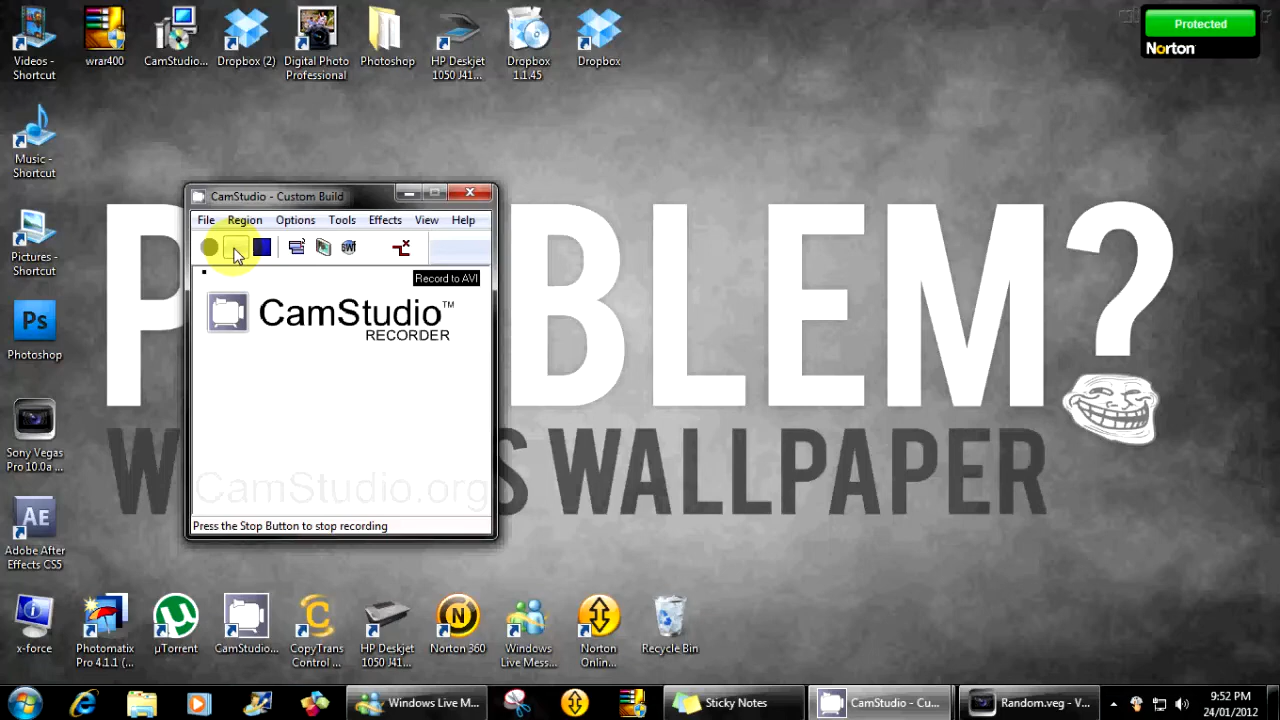 Videos -
Shortcut
wrar400
CamStudio...
Dropbox (2)
Digital Photo
Professional
Photoshop
HP Deskjet
1050 J41...
Dropbox
1.1.45
Dropbox
Protected
Norton
Music -
Shortcut
Pictures -
Shortcut
Ps
Photoshop
Sony Vegas
Pro 10.0a ...
AE
Adobe After
Effects CS5
CamStudio - Custom Build
File Region Options Tools Effects View Help
SWf
Record to AVI
CamStudio™
RECORDER
CamStudio.org
Press the Stop Button to stop recording
BLEM?
WALLPAPER
x-force
Photomatix
Pro 4.1.1 (...
µTorrent
CamStudio...
CopyTrans
Control ...
HP Deskjet
1050 J41...
Norton 360
Windows
Live Mess...
Norton
Onlin...
Recycle Bin
Windows Live M...
Sticky Notes
CamStudio - Cu...
Random.veg - V...
9:52 PM
24/01/2012